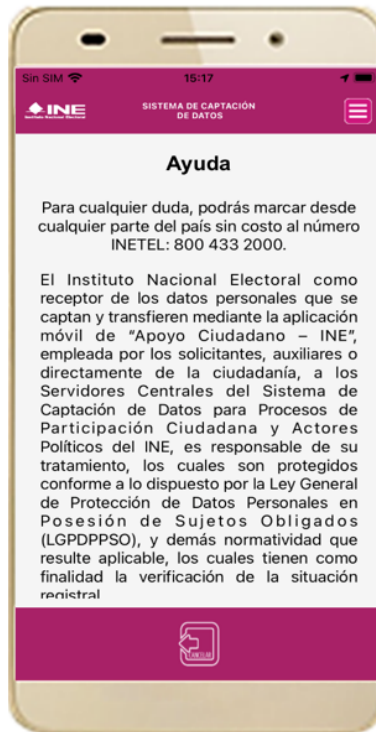 Sin SIM 15:17
INE
Instituto Nacional Electoral
SISTEMA DE CAPTACIÓN
DE DATOS
Ayuda
Para cualquier duda, podrás marcar desde
cualquier parte del país sin costo al número
INETEL: 800 433 2000.
El Instituto Nacional Electoral como
receptor de los datos personales que se
captan y transfieren mediante la aplicación
móvil de “Apoyo Ciudadano – INE”,
empleada por los solicitantes, auxiliares o
directamente de la ciudadanía, a los
Servidores Centrales del Sistema de
Captación de Datos para Procesos de
Participación Ciudadana y Actores
Políticos del INE, es responsable de su
tratamiento, los cuales son protegidos
conforme a lo dispuesto por la Ley General
de Protección de Datos Personales en
Posesión de Sujetos Obligados
(LGPDPPSO), y demás normatividad que
resulte aplicable, los cuales tienen como
finalidad la verificación de la situación
registral
CANCELAR